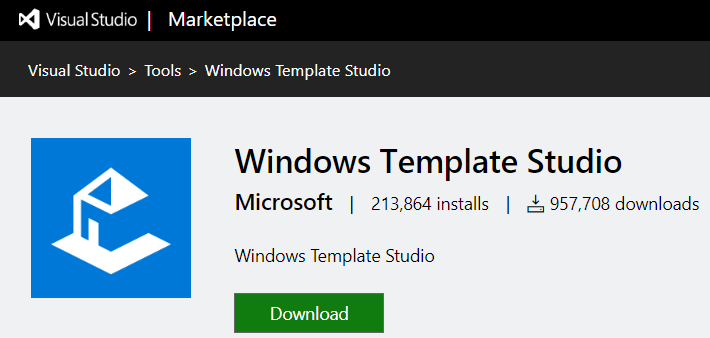 Visual Studio | Marketplace
Visual Studio > Tools > Windows Template Studio
Windows Template Studio
Microsoft | 213,864 installs | 957,708 downloads
Windows Template Studio
Download